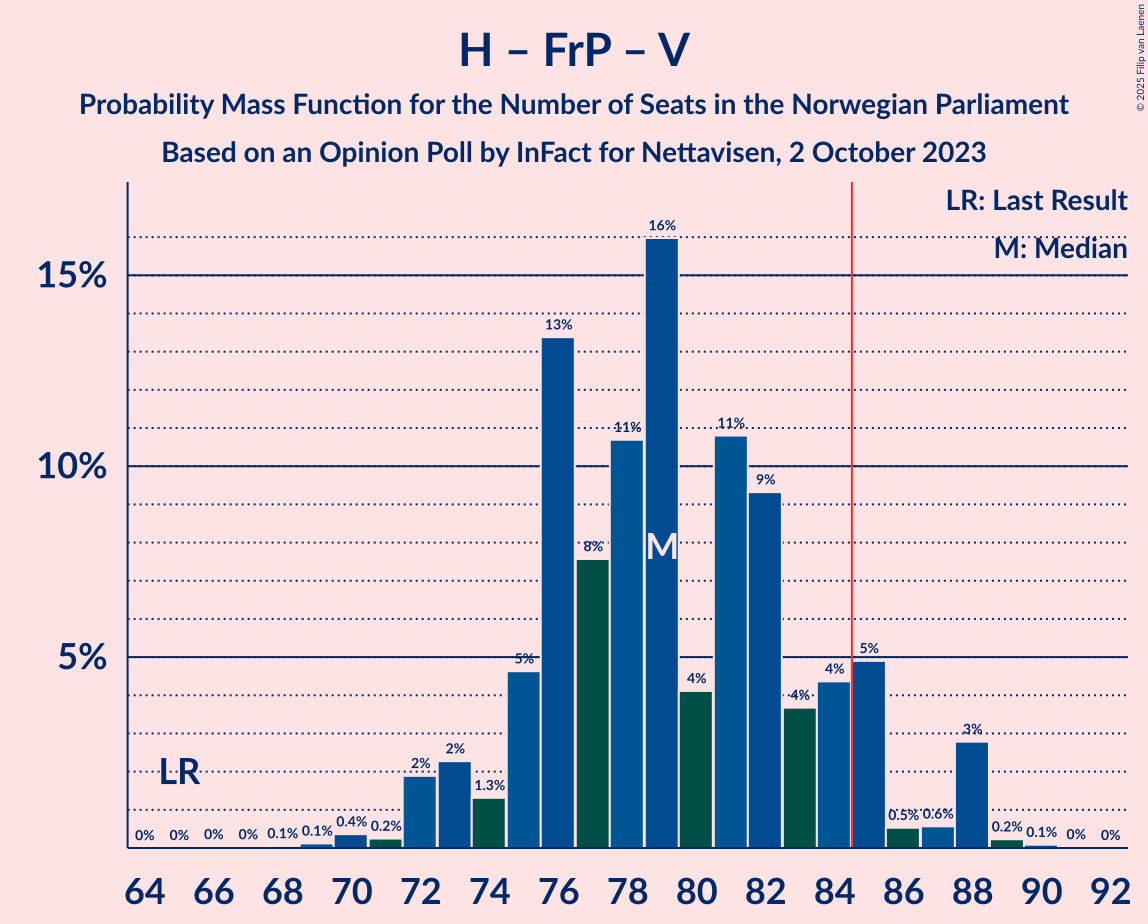 H – FrP – V
Probability Mass Function for the Number of Seats in the Norwegian Parliament
Based on an Opinion Poll by InFact for Nettavisen, 2 October 2023
© 2025 Filip van Laenen
LR: Last Result
M: Median
15%
10%
5%
LR
M
0% 0% 0% 0% 0.1% 0.1% 0.4% 0.2% 2% 2% 1.3% 5% 13% 8% 11% 16% 4% 11% 9% 4% 4% 5% 0.5% 0.6% 3% 0.2% 0.1% 0% 0%
64 66 68 70 72 74 76 78 80 82 84 86 88 90 92